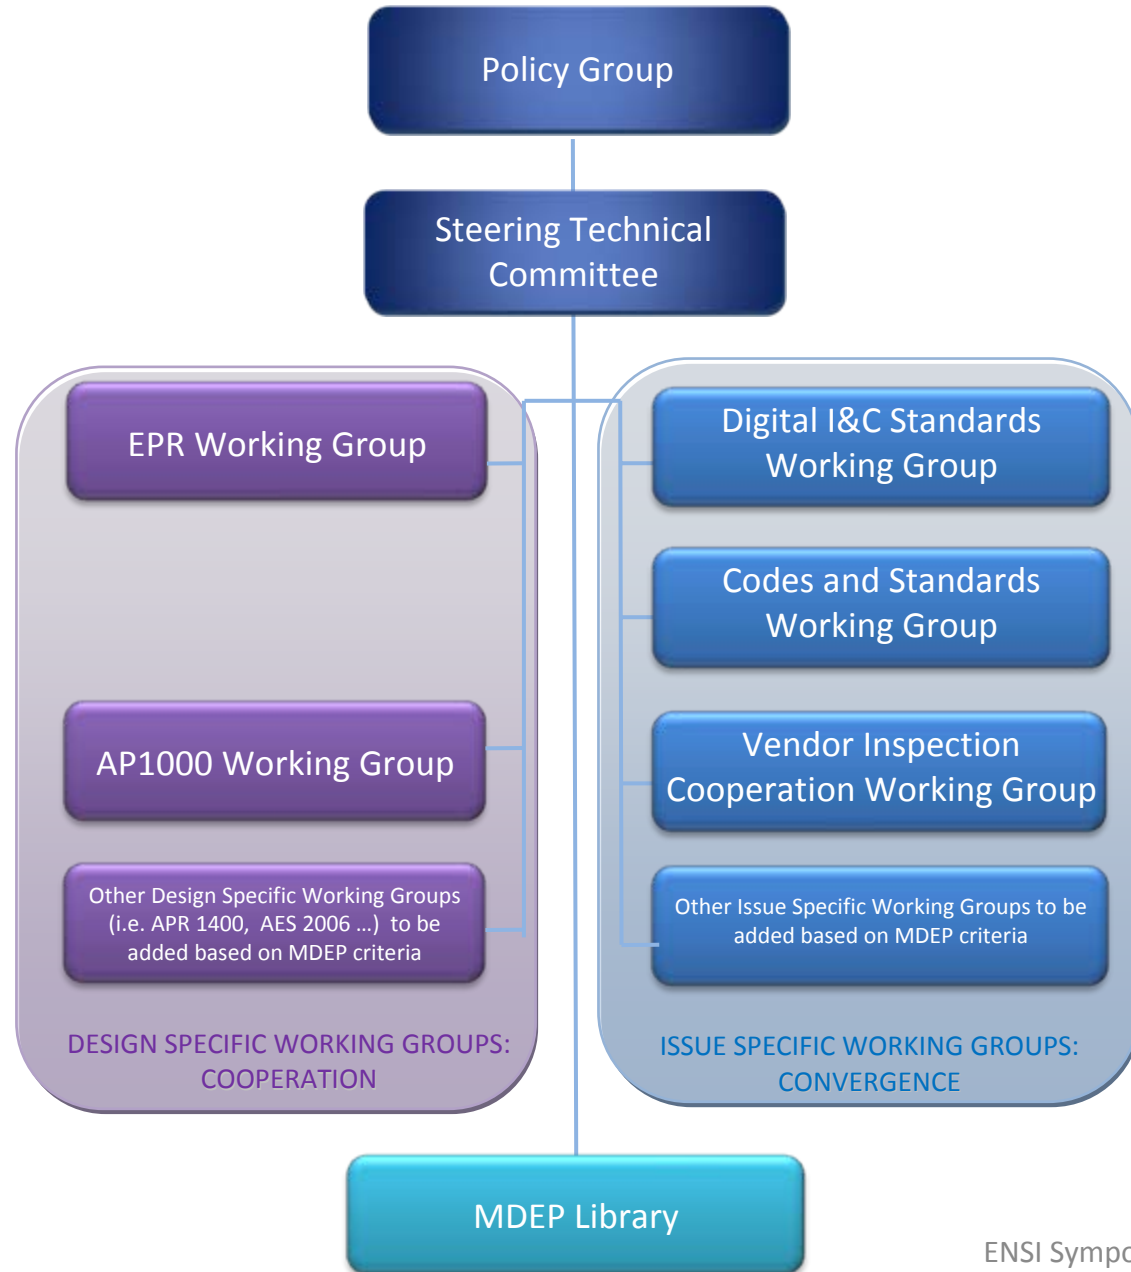 Policy Group
Steering Technical
Committee
EPR Working Group
AP1000 Working Group
Other Design Specific Working Groups
(i.e. APR 1400, AES 2006 ...) to be
added based on MDEP criteria
DESIGN SPECIFIC WORKING GROUPS:
COOPERATION
Digital I&C Standards
Working Group
Codes and Standards
Working Group
Vendor Inspection
Cooperation Working Group
Other Issue Specific Working Groups to be
added based on MDEP criteria
ISSUE SPECIFIC WORKING GROUPS:
CONVERGENCE
MDEP Library
ENSI Sympo